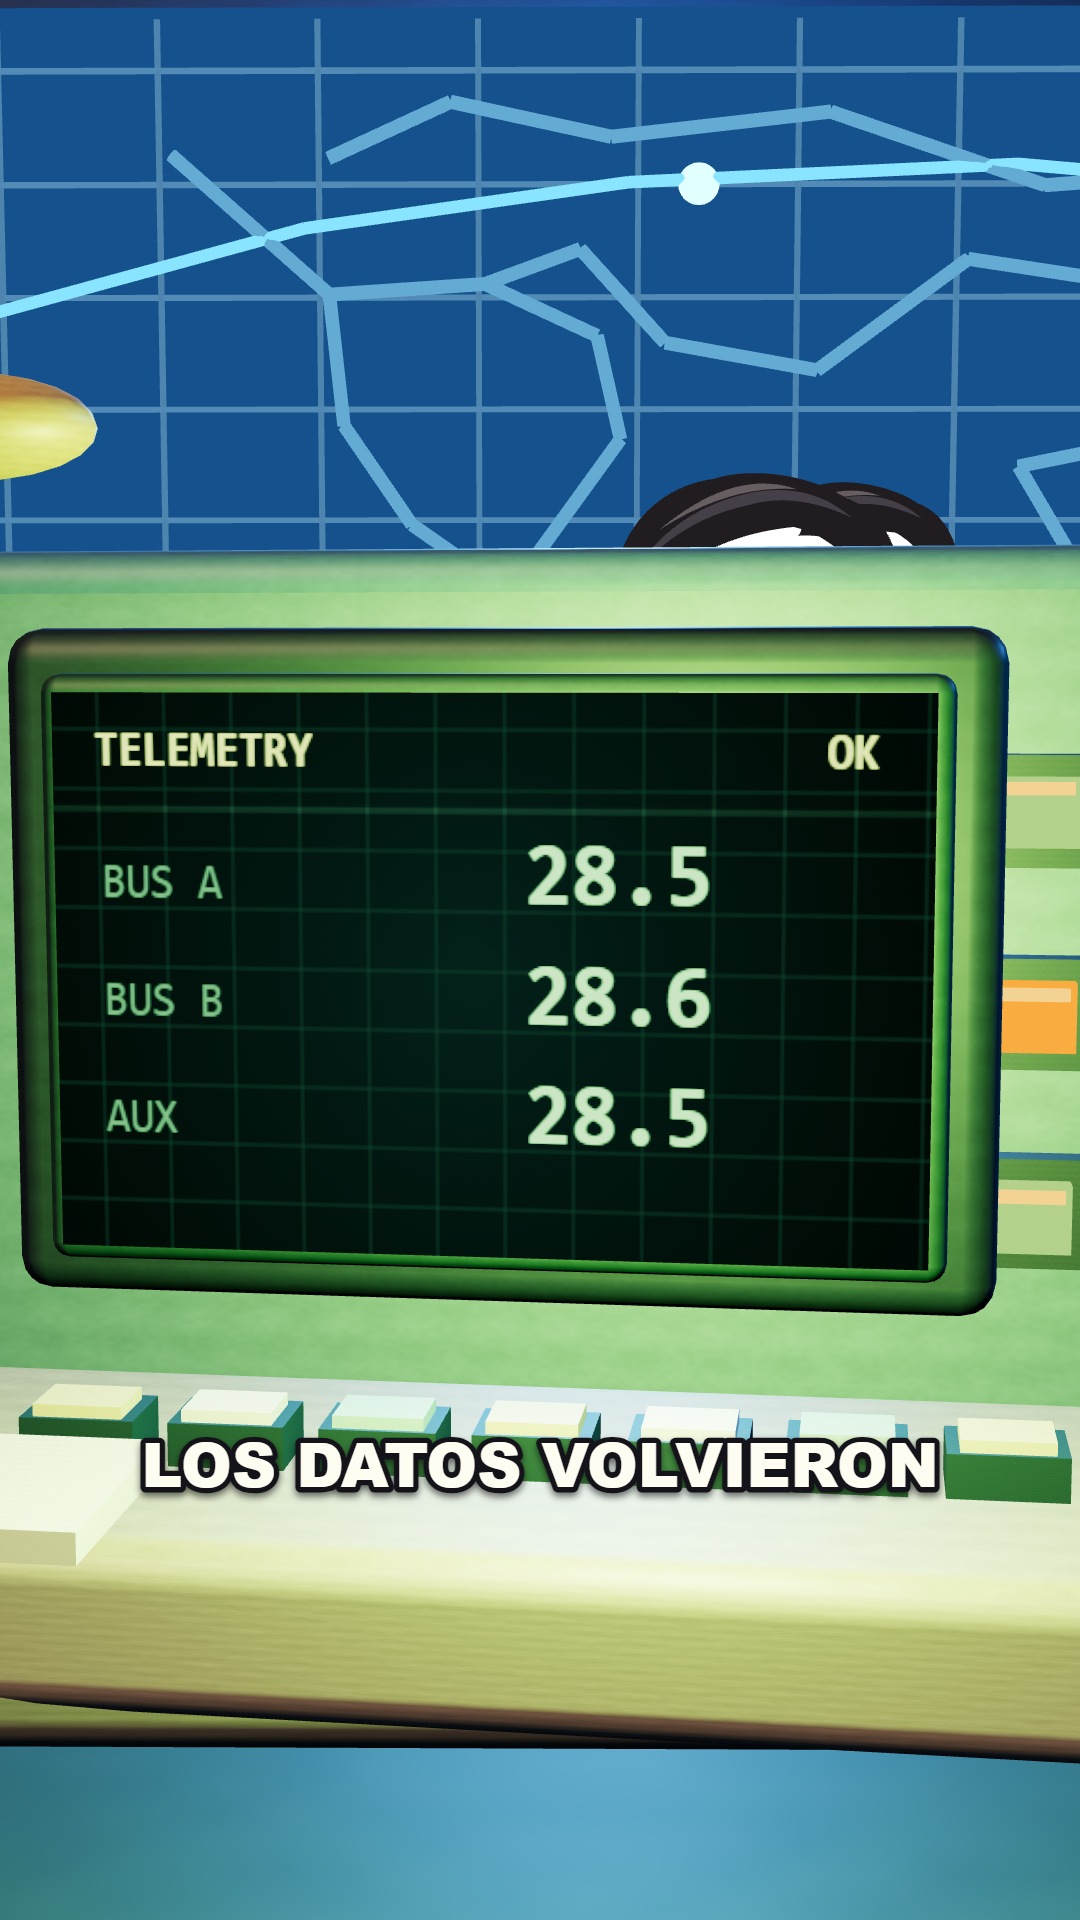 TELEMETRY OK
BUS A 28.5
BUS B 28.6
AUX 28.5
LOS DATOS VOLVIERON